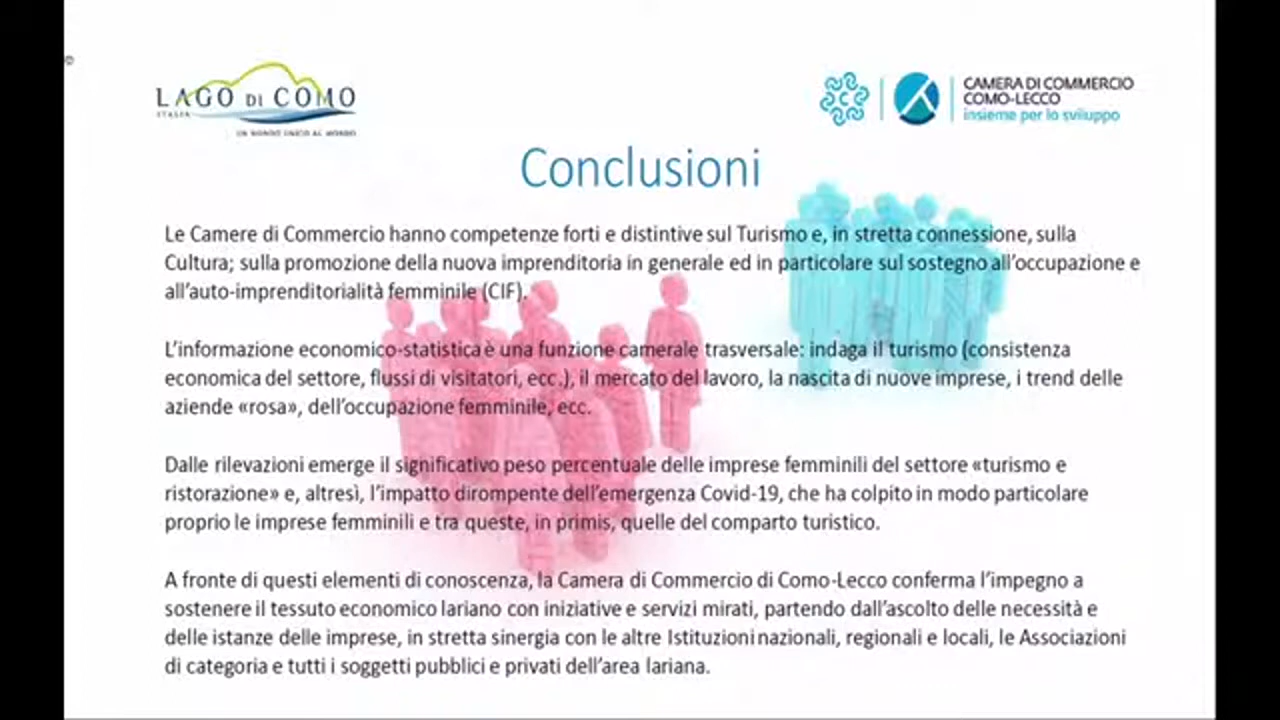 LAGO DI COMO
ITALIA
UN MONDO UNICO AL MONDO
CAMERA DI COMMERCIO
COMO-LECCO
insieme per lo sviluppo
Conclusioni
Le Camere di Commercio hanno competenze forti e distintive sul Turismo e, in stretta connessione, sulla
Cultura; sulla promozione della nuova imprenditoria in generale ed in particolare sul sostegno all'occupazione e
all'auto-imprenditorialità femminile (CIF).
L'informazione economico-statistica è una funzione camerale trasversale: indaga il turismo (consistenza
economica del settore, flussi di visitatori, ecc.), il mercato del lavoro, la nascita di nuove imprese, i trend delle
aziende «rosa», dell'occupazione femminile, ecc.
Dalle rilevazioni emerge il significativo peso percentuale delle imprese femminili del settore «turismo e
ristorazione» e, altresì, l'impatto dirompente dell'emergenza Covid-19, che ha colpito in modo particolare
proprio le imprese femminili e tra queste, in primis, quelle del comparto turistico.
A fronte di questi elementi di conoscenza, la Camera di Commercio di Como-Lecco conferma l'impegno a
sostenere il tessuto economico lariano con iniziative e servizi mirati, partendo dall'ascolto delle necessità e
delle istanze delle imprese, in stretta sinergia con le altre Istituzioni nazionali, regionali e locali, le Associazioni
di categoria e tutti i soggetti pubblici e privati dell'area lariana.